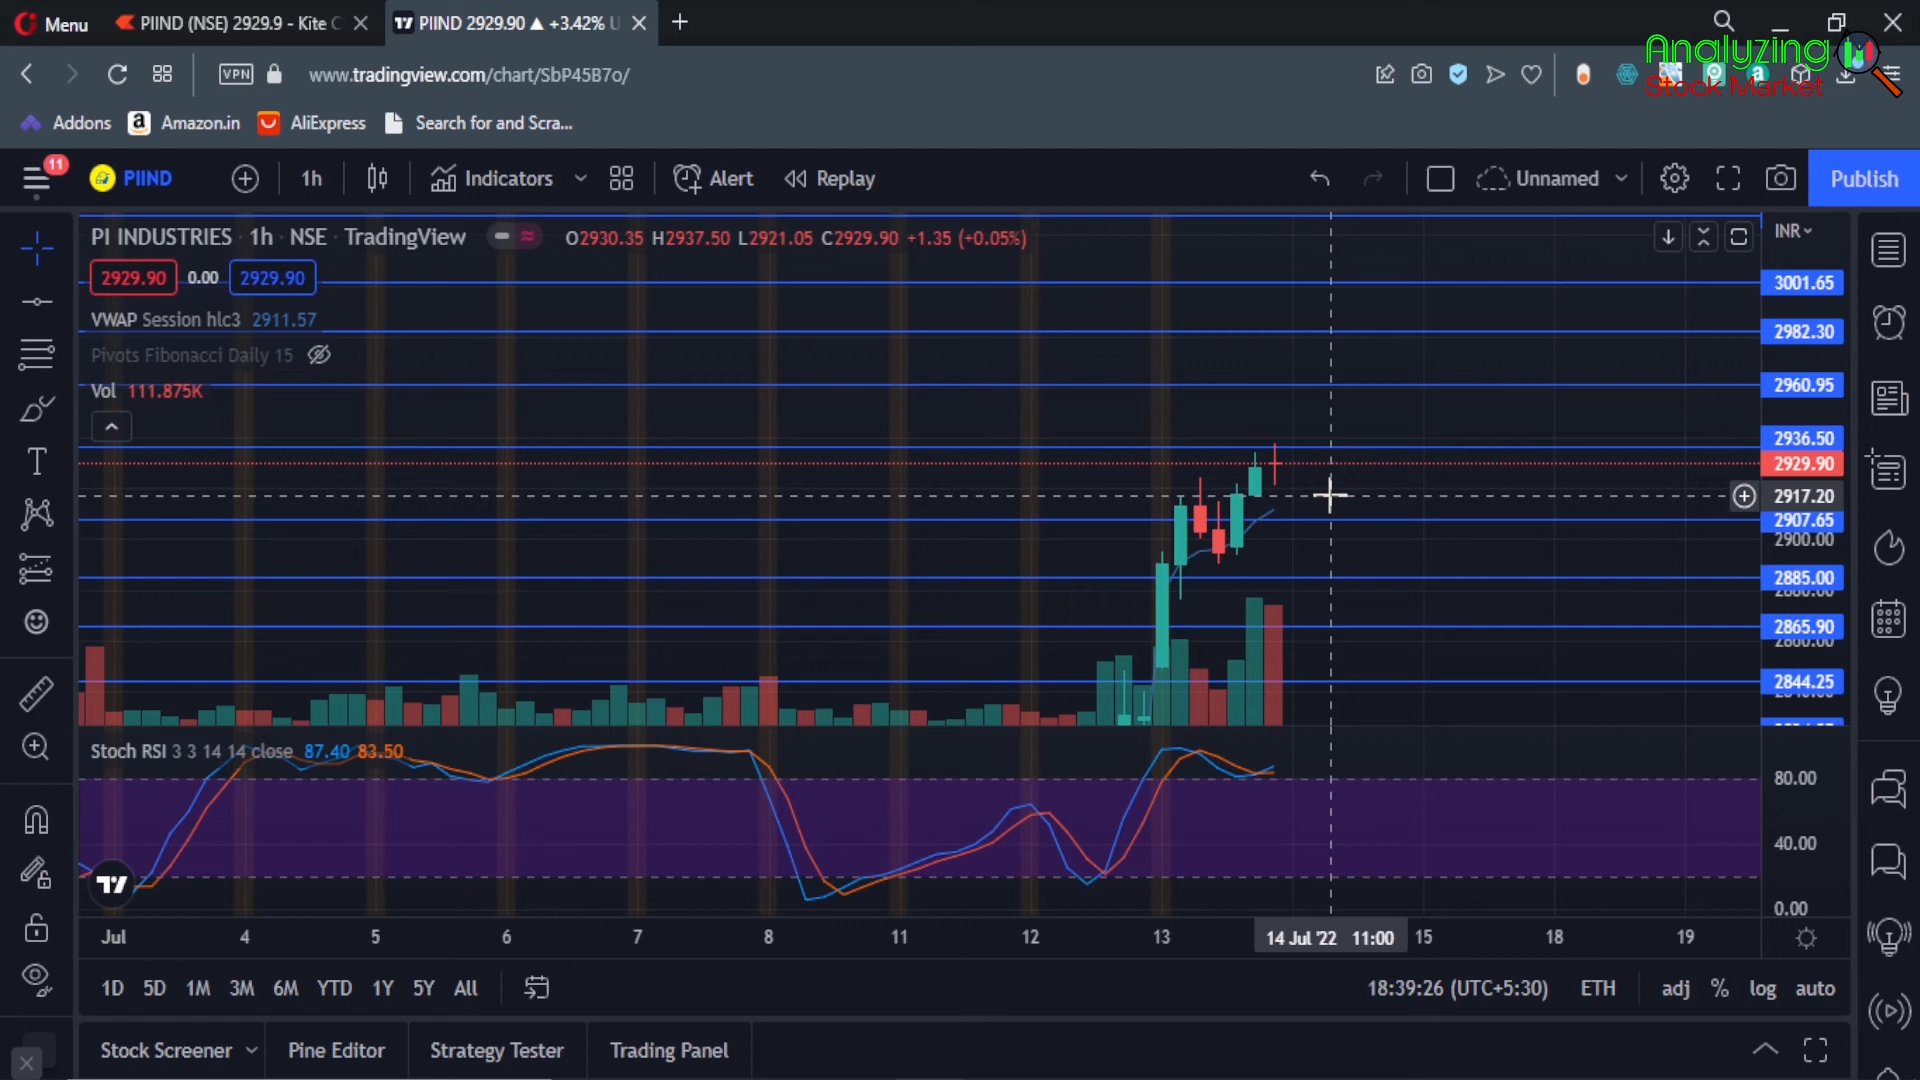 Menu
PIIND (NSE) 2929.9 - Kite C
PIIND 2929.90 ▲ +3.42% U
VPN
www.tradingview.com/chart/SbP45B7o/
Analyzing
Stock Market
Addons
Amazon.in
AliExpress
Search for and Scra...
11
PIIND
1h
Indicators
Alert
Replay
Unnamed
Publish
PI INDUSTRIES · 1h · NSE · TradingView
O2930.35 H2937.50 L2921.05 C2929.90 +1.35 (+0.05%)
INR
2929.90
0.00
2929.90
3001.65
VWAP Session hlc3 2911.57
2982.30
Pivots Fibonacci Daily 15
Vol 111.875K
2960.95
2936.50
2929.90
2917.20
2907.65
2900.00
2885.00
2880.00
2865.90
2860.00
2844.25
Stoch RSI 3 3 14 14 close 87.40 83.50
80.00
40.00
0.00
Jul 4 5 6 7 8 11 12 13 14 Jul '22 11:00 15 18 19
1D 5D 1M 3M 6M YTD 1Y 5Y All
18:39:26 (UTC+5:30) ETH adj % log auto
Stock Screener
Pine Editor
Strategy Tester
Trading Panel